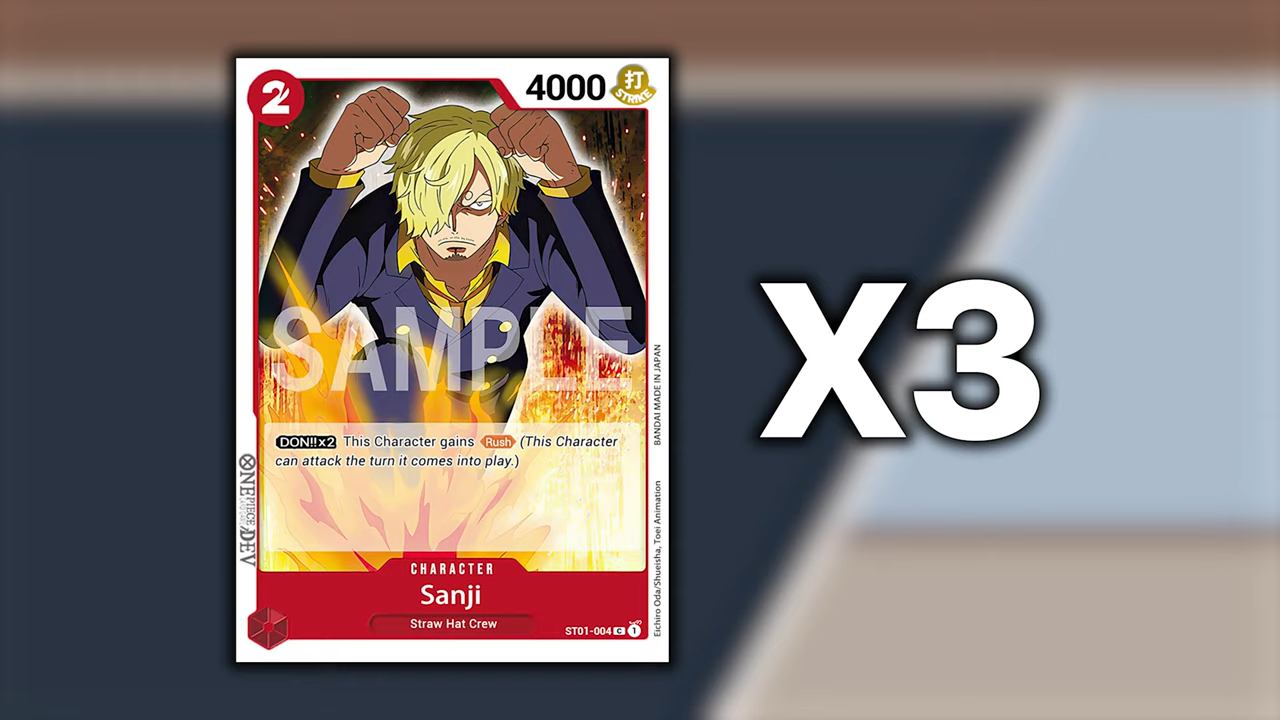 2
4000
打
STRIKE
SAMPLE
DON!!x2 This Character gains Rush (This Character
can attack the turn it comes into play.)
CHARACTER
Sanji
Straw Hat Crew
ST01-004 C 1
BANDAI MADE IN JAPAN
Eiichiro Oda/Shueisha, Toei Animation
X3